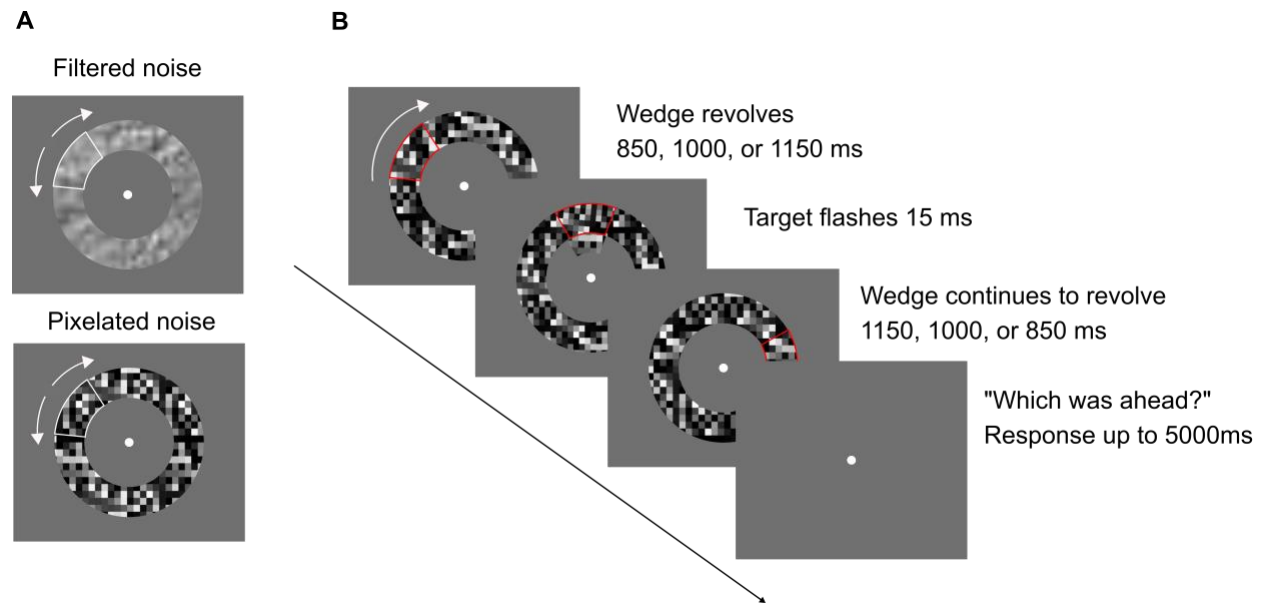 A
Filtered noise
Pixelated noise
B
Wedge revolves
850, 1000, or 1150 ms
Target flashes 15 ms
Wedge continues to revolve
1150, 1000, or 850 ms
"Which was ahead?"
Response up to 5000ms